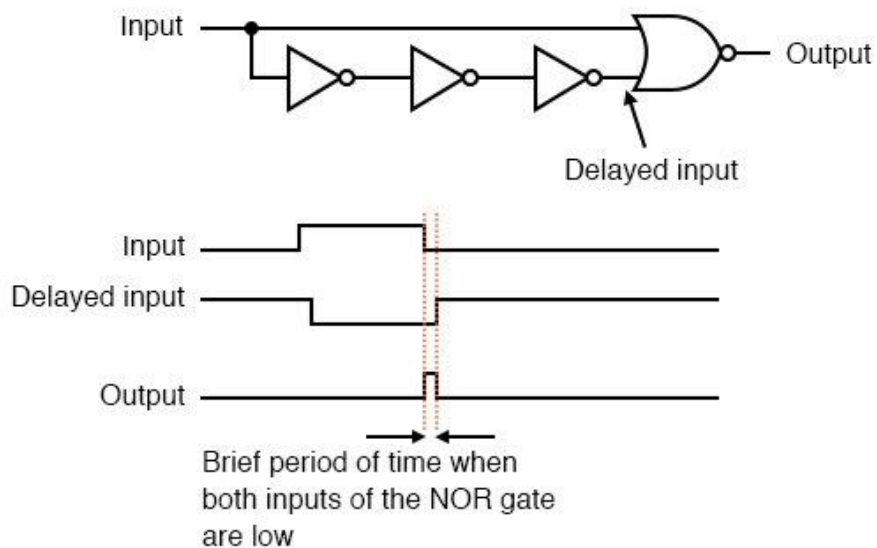 Input
Output
Delayed input
Input
Delayed input
Output
Brief period of time when
both inputs of the NOR gate
are low